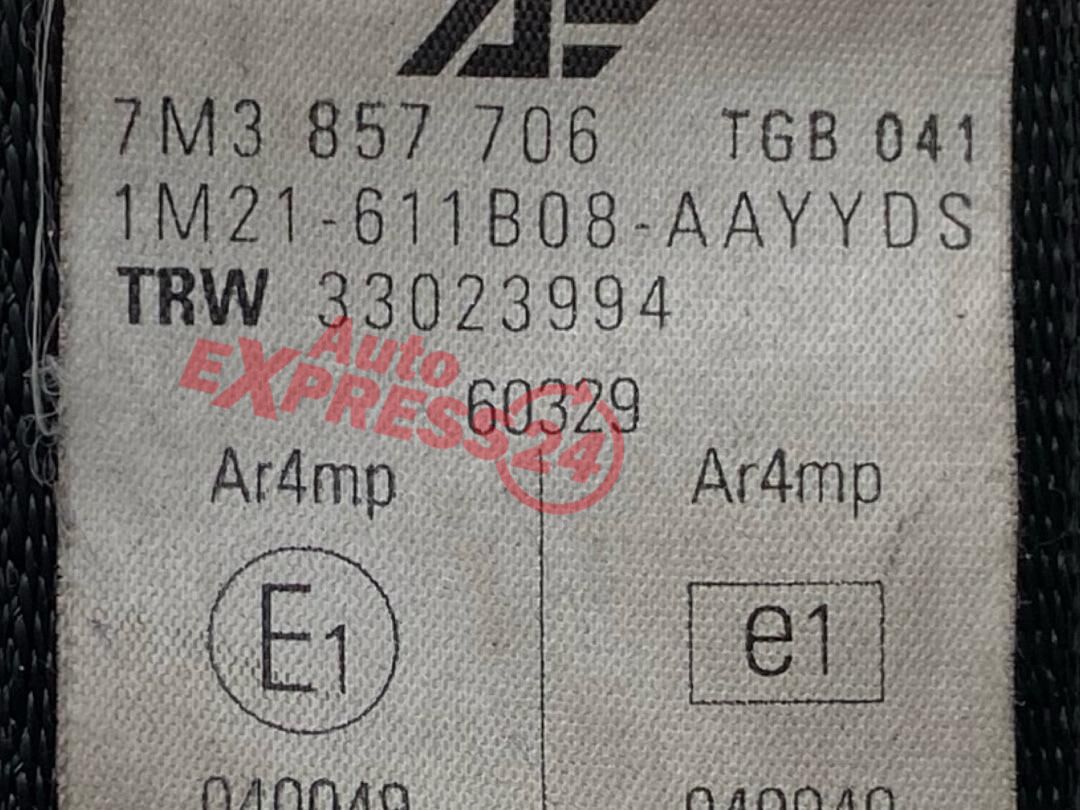 7M3 857 706 TGB 041
1M21-611B08-AAYYDS
TRW 33023994
Auto
EXPRESS24
60329
Ar4mp Ar4mp
E1 e1